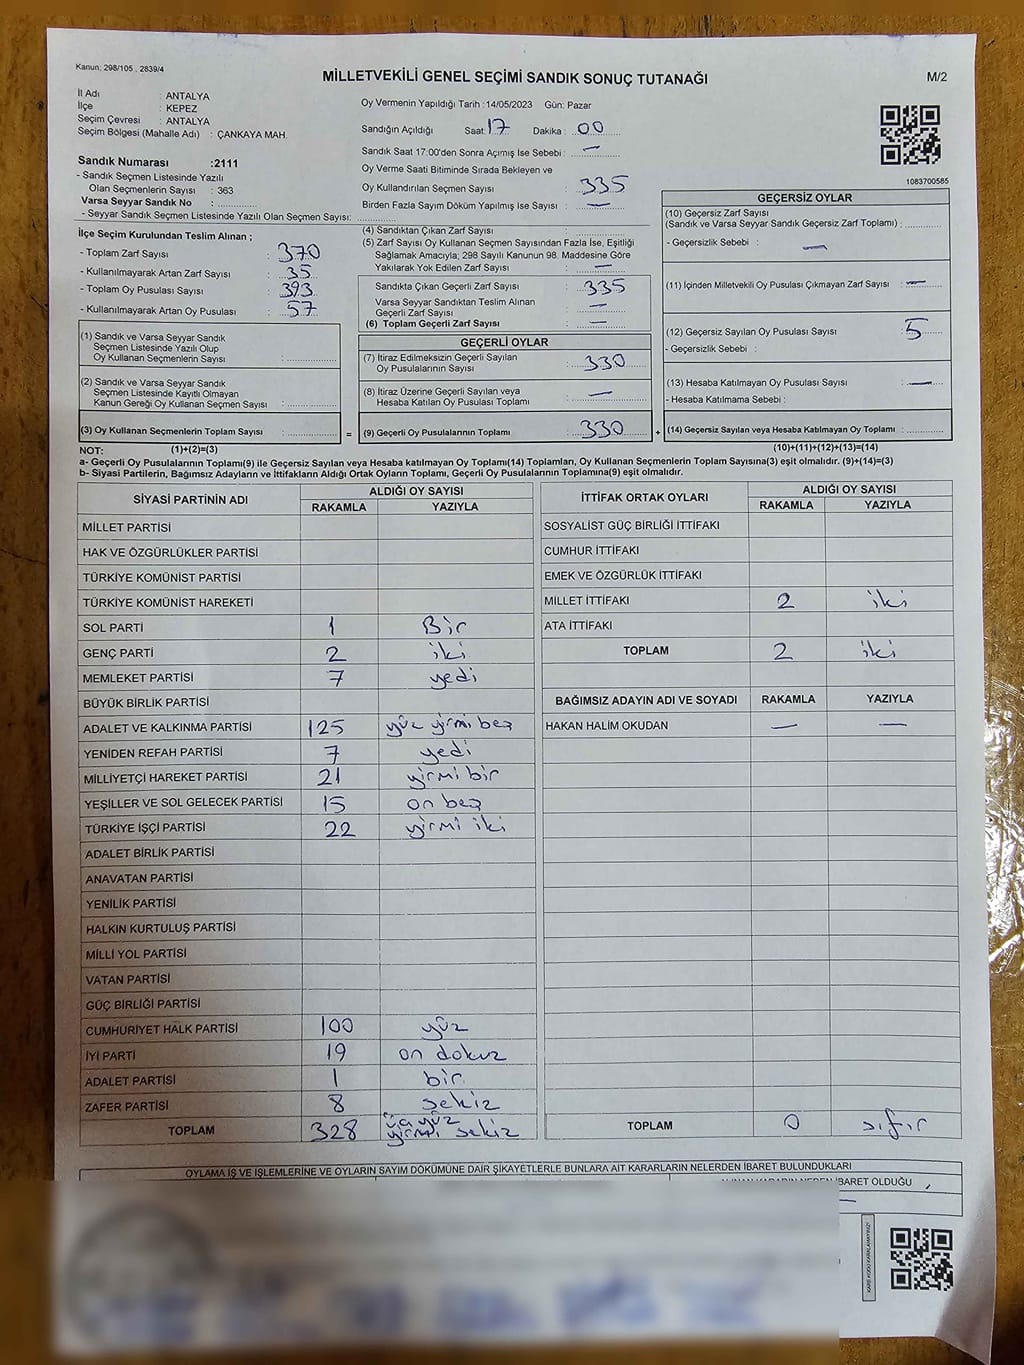 Kanun: 298/105 . 2839/4
MİLLETVEKİLİ GENEL SEÇİMİ SANDIK SONUÇ TUTANAĞI
M/2
İl Adı : ANTALYA
İlçe : KEPEZ
Seçim Çevresi : ANTALYA
Seçim Bölgesi (Mahalle Adı) : ÇANKAYA MAH.
Sandık Numarası :2111
- Sandık Seçmen Listesinde Yazılı
Olan Seçmenlerin Sayısı : 363
Varsa Seyyar Sandık No :
- Seyyar Sandık Seçmen Listesinde Yazılı Olan Seçmen Sayısı:
Oy Vermenin Yapıldığı Tarih :14/05/2023 Gün: Pazar
Sandığın Açıldığı Saat: 17 Dakika : 00
Sandık Saat 17:00'den Sonra Açımış İse Sebebi : —
Oy Verme Saati Bitiminde Sırada Bekleyen ve
Oy Kullandırılan Seçmen Sayısı : 335
Birden Fazla Sayım Döküm Yapılmış İse Sayısı : —
1083700585
İlçe Seçim Kurulundan Teslim Alınan ;
- Toplam Zarf Sayısı : 370
- Kullanılmayarak Artan Zarf Sayısı : 35
- Toplam Oy Pusulası Sayısı : 393
- Kullanılmayarak Artan Oy Pusulası : 57
(4) Sandıktan Çıkan Zarf Sayısı :
(5) Zarf Sayısı Oy Kullanan Seçmen Sayısından Fazla İse, Eşitliği
Sağlamak Amacıyla; 298 Sayılı Kanunun 98. Maddesine Göre
Yakılarak Yok Edilen Zarf Sayısı : —
Sandıkta Çıkan Geçerli Zarf Sayısı : 335
Varsa Seyyar Sandıktan Teslim Alınan
Geçerli Zarf Sayısı : —
(6) Toplam Geçerli Zarf Sayısı : —
GEÇERSİZ OYLAR
(10) Geçersiz Zarf Sayısı
(Sandık ve Varsa Seyyar Sandık Geçersiz Zarf Toplamı) :
- Geçersizlik Sebebi : —
(11) İçinden Milletvekili Oy Pusulası Çıkmayan Zarf Sayısı : —
(12) Geçersiz Sayılan Oy Pusulası Sayısı : 5
- Geçersizlik Sebebi :
(13) Hesaba Katılmayan Oy Pusulası Sayısı : —
- Hesaba Katılmama Sebebi :
(14) Geçersiz Sayılan veya Hesaba Katılmayan Oy Toplamı :
(1) Sandık ve Varsa Seyyar Sandık
Seçmen Listesinde Yazılı Olup
Oy Kullanan Seçmenlerin Sayısı :
(2) Sandık ve Varsa Seyyar Sandık
Seçmen Listesinde Kayıtlı Olmayan
Kanun Gereği Oy Kullanan Seçmen Sayısı :
(3) Oy Kullanan Seçmenlerin Toplam Sayısı : =
GEÇERLİ OYLAR
(7) İtiraz Edilmeksizin Geçerli Sayılan
Oy Pusulalarının Sayısı : 330
(8) İtiraz Üzerine Geçerli Sayılan veya
Hesaba Katılan Oy Pusulası Toplamı : —
(9) Geçerli Oy Pusulalarının Toplamı : 330 +
NOT: (1)+(2)=(3) (10)+(11)+(12)+(13)=(14)
a- Geçerli Oy Pusulalarının Toplamı(9) ile Geçersiz Sayılan veya Hesaba katılmayan Oy Toplamı(14) Toplamları, Oy Kullanan Seçmenlerin Toplam Sayısına(3) eşit olmalıdır. (9)+(14)=(3)
b- Siyasi Partilerin, Bağımsız Adayların ve İttifakların Aldığı Ortak Oyların Toplamı, Geçerli Oy Pusulalarının Toplamına(9) eşit olmalıdır.
SİYASİ PARTİNİN ADI ALDIĞI OY SAYISI
RAKAMLA YAZIYLA
MİLLET PARTİSİ
HAK VE ÖZGÜRLÜKLER PARTİSİ
TÜRKİYE KOMÜNİST PARTİSİ
TÜRKİYE KOMÜNİST HAREKETİ
SOL PARTİ 1 Bir
GENÇ PARTİ 2 iki
MEMLEKET PARTİSİ 7 yedi
BÜYÜK BİRLİK PARTİSİ
ADALET VE KALKINMA PARTİSİ 125 yüz yirmi beş
YENİDEN REFAH PARTİSİ 7 yedi
MİLLİYETÇİ HAREKET PARTİSİ 21 yirmi bir
YEŞİLLER VE SOL GELECEK PARTİSİ 15 on beş
TÜRKİYE İŞÇİ PARTİSİ 22 yirmi iki
ADALET BİRLİK PARTİSİ
ANAVATAN PARTİSİ
YENİLİK PARTİSİ
HALKIN KURTULUŞ PARTİSİ
MİLLİ YOL PARTİSİ
VATAN PARTİSİ
GÜÇ BİRLİĞİ PARTİSİ
CUMHURİYET HALK PARTİSİ 100 yüz
İYİ PARTİ 19 on dokuz
ADALET PARTİSİ 1 bir
ZAFER PARTİSİ 8 sekiz
TOPLAM 328 üç yüz
yirmi sekiz
İTTİFAK ORTAK OYLARI ALDIĞI OY SAYISI
RAKAMLA YAZIYLA
SOSYALİST GÜÇ BİRLİĞİ İTTİFAKI
CUMHUR İTTİFAKI
EMEK VE ÖZGÜRLÜK İTTİFAKI
MİLLET İTTİFAKI 2 iki
ATA İTTİFAKI
TOPLAM 2 iki
BAĞIMSIZ ADAYIN ADI VE SOYADI RAKAMLA YAZIYLA
HAKAN HALİM OKUDAN — —
TOPLAM 0 sıfır
OYLAMA İŞ VE İŞLEMLERİNE VE OYLARIN SAYIM DÖKÜMÜNE DAİR ŞİKAYETLERLE BUNLARA AİT KARARLARIN NELERDEN İBARET BULUNDUKLARI
ALINAN KARARIN NEDEN İBARET OLDUĞU
—